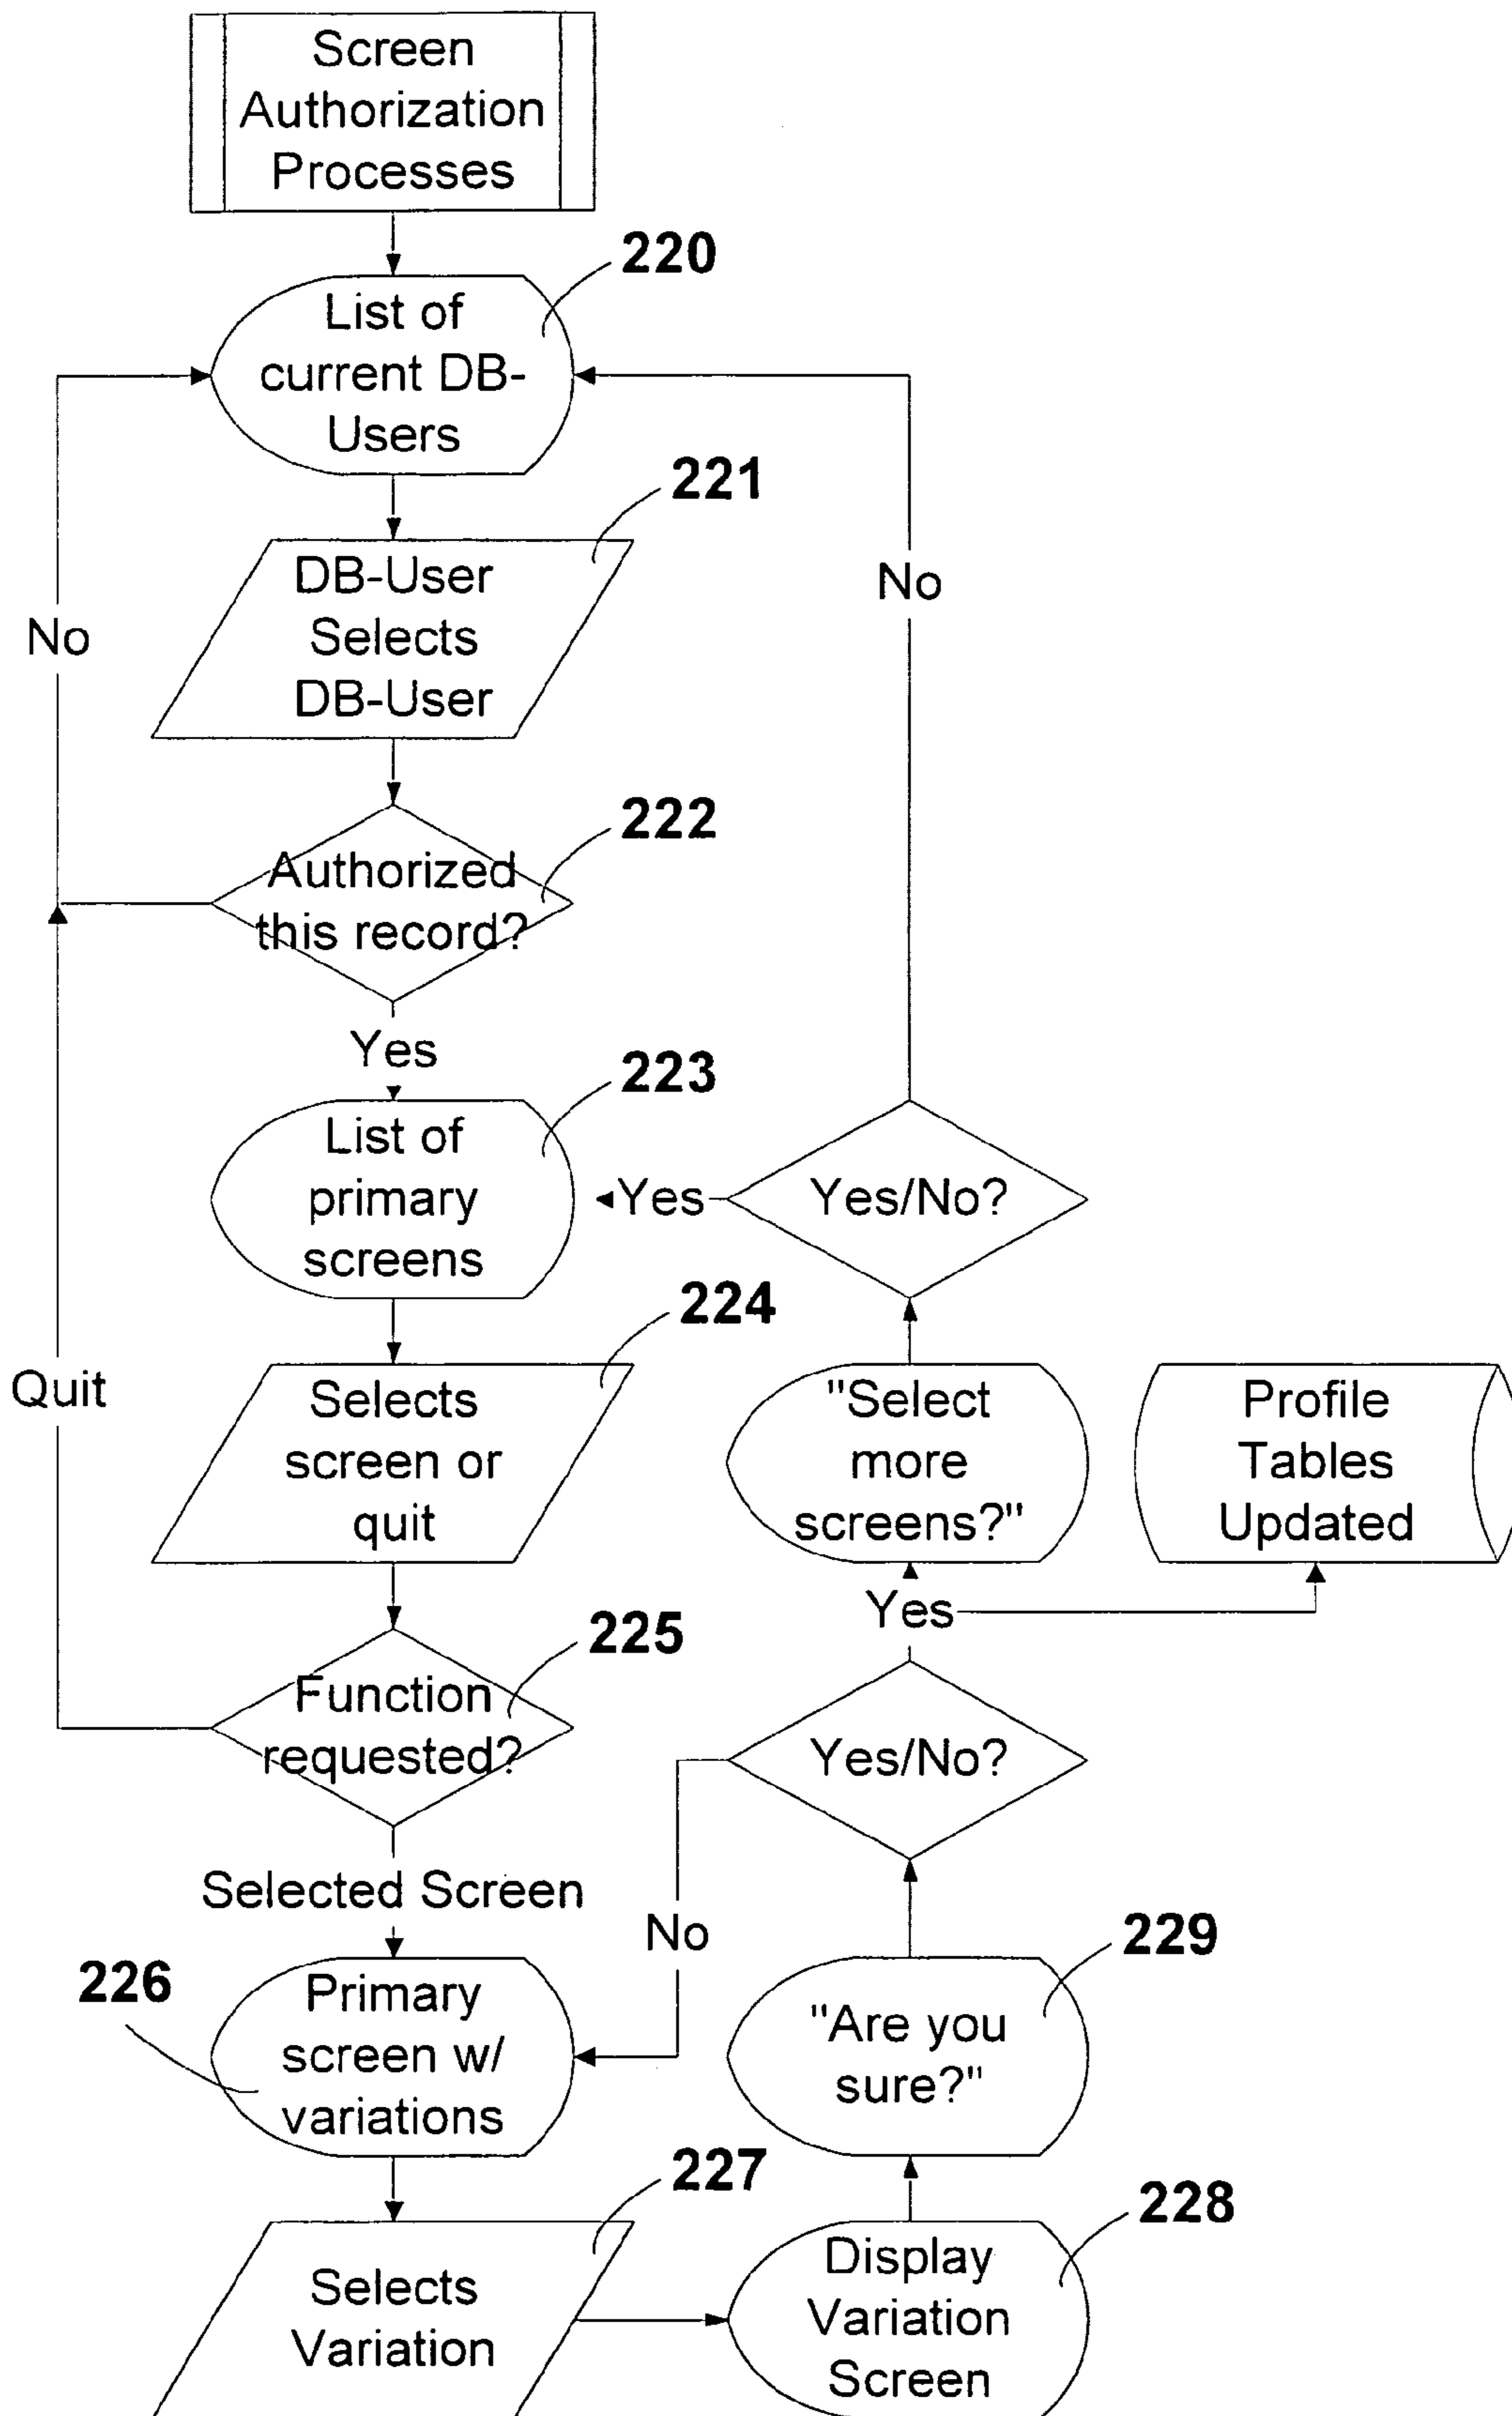 Screen
Authorization
Processes
220
List of
current DB-
Users
221
DB-User
Selects
DB-User
No
No
222
Authorized
this record?
Yes
223
List of
primary
screens
Yes
Yes/No?
224
Selects
screen or
quit
Quit
"Select
more
screens?"
Profile
Tables
Updated
Yes
225
Function
requested?
Yes/No?
Selected Screen
No
229
226
Primary
screen w/
variations
"Are you
sure?"
227
Selects
Variation
228
Display
Variation
Screen